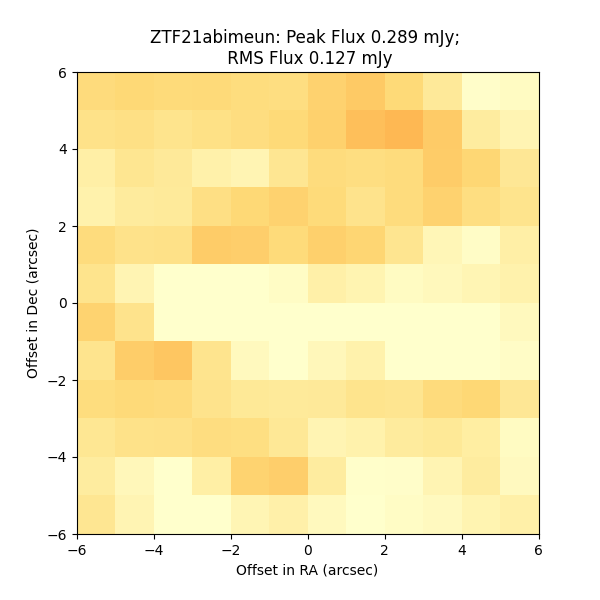 ZTF21abimeun: Peak Flux 0.289 mJy;
RMS Flux 0.127 mJy
6
4
2
0
−2
−4
−6
Offset in Dec (arcsec)
−6 −4 −2 0 2 4 6
Offset in RA (arcsec)